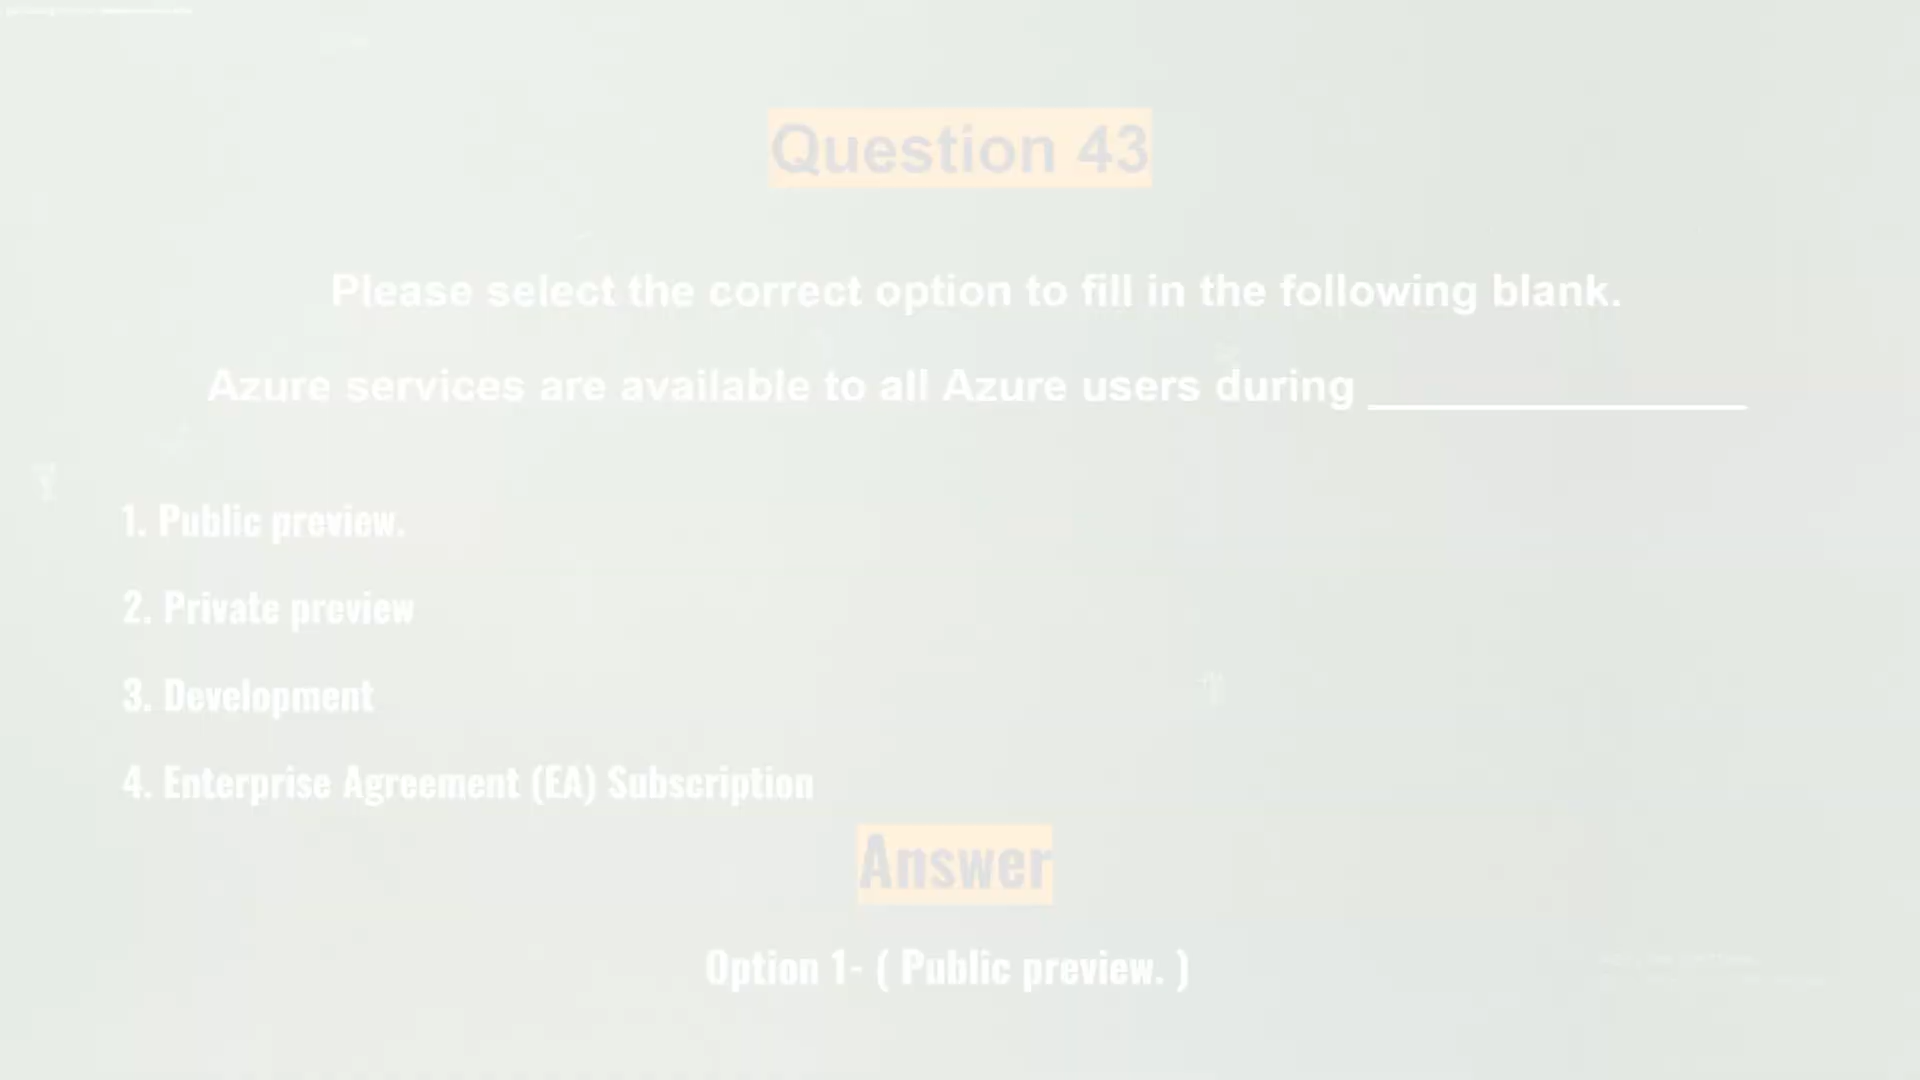 Question 43
Please select the correct option to fill in the following blank.
Azure services are available to all Azure users during ________________
1. Public preview.
2. Private preview
3. Development
4. Enterprise Agreement (EA) Subscription
Answer
Option 1- ( Public preview. )